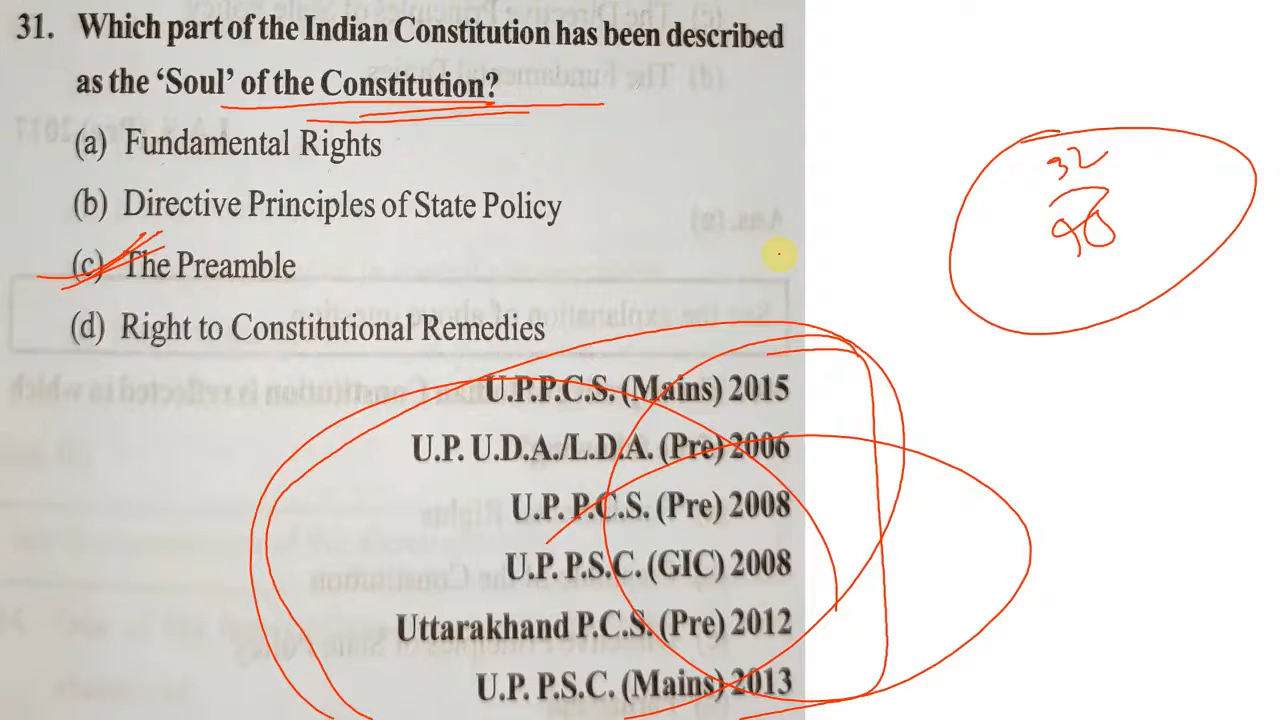 31. Which part of the Indian Constitution has been described
as the ‘Soul’ of the Constitution?
(a) Fundamental Rights
(b) Directive Principles of State Policy
(c) The Preamble
(d) Right to Constitutional Remedies
U.P.P.C.S. (Mains) 2015
U.P. U.D.A./L.D.A. (Pre) 2006
U.P. P.C.S. (Pre) 2008
U.P. P.S.C. (GIC) 2008
Uttarakhand P.C.S. (Pre) 2012
U.P. P.S.C. (Mains) 2013
32